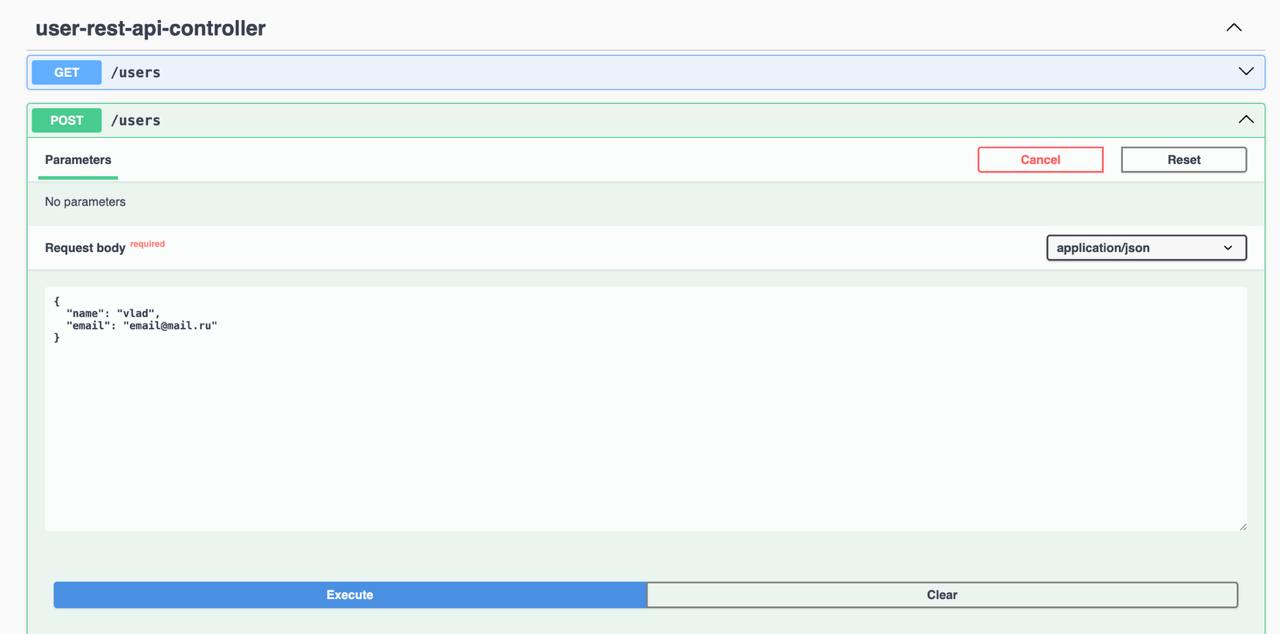 user-rest-api-controller
GET /users
POST /users
Parameters
Cancel
Reset
No parameters
Request body required
application/json
{
  "name": "vlad",
  "email": "email@mail.ru"
}
Execute
Clear